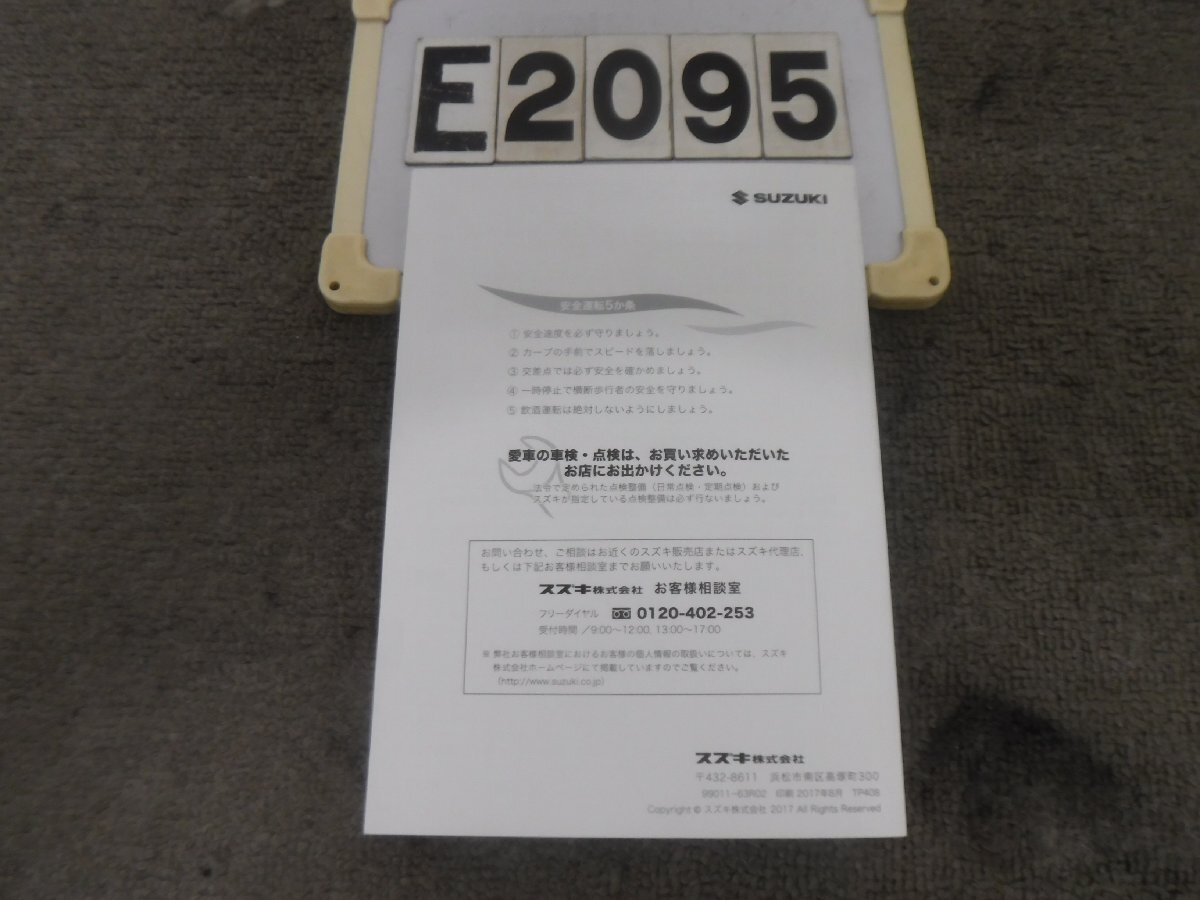 E2095
SUZUKI
安全運転5か条
① 安全速度を必ず守りましょう。
② カーブの手前でスピードを落しましょう。
③ 交差点では必ず安全を確かめましょう。
④ 一時停止で横断歩行者の安全を守りましょう。
⑤ 飲酒運転は絶対しないようにしましょう。
愛車の車検・点検は、お買い求めいただいた
お店にお出かけください。
法令で定められた点検整備（日常点検・定期点検）および
スズキが指定している点検整備は必ず行ないましょう。
お問い合わせ、ご相談はお近くのスズキ販売店またはスズキ代理店、
もしくは下記お客様相談室までお願いいたします。
スズキ株式会社 お客様相談室
フリーダイヤル 0120-402-253
受付時間 ／9:00～12:00, 13:00～17:00
※ 弊社お客様相談室におけるお客様の個人情報の取扱いについては、スズキ
株式会社ホームページにて掲載していますのでご覧ください。
（http://www.suzuki.co.jp）
スズキ株式会社
〒432-8611 浜松市南区高塚町300
99011-63R02 印刷 2017年8月 TP408
Copyright © スズキ株式会社 2017 All Rights Reserved